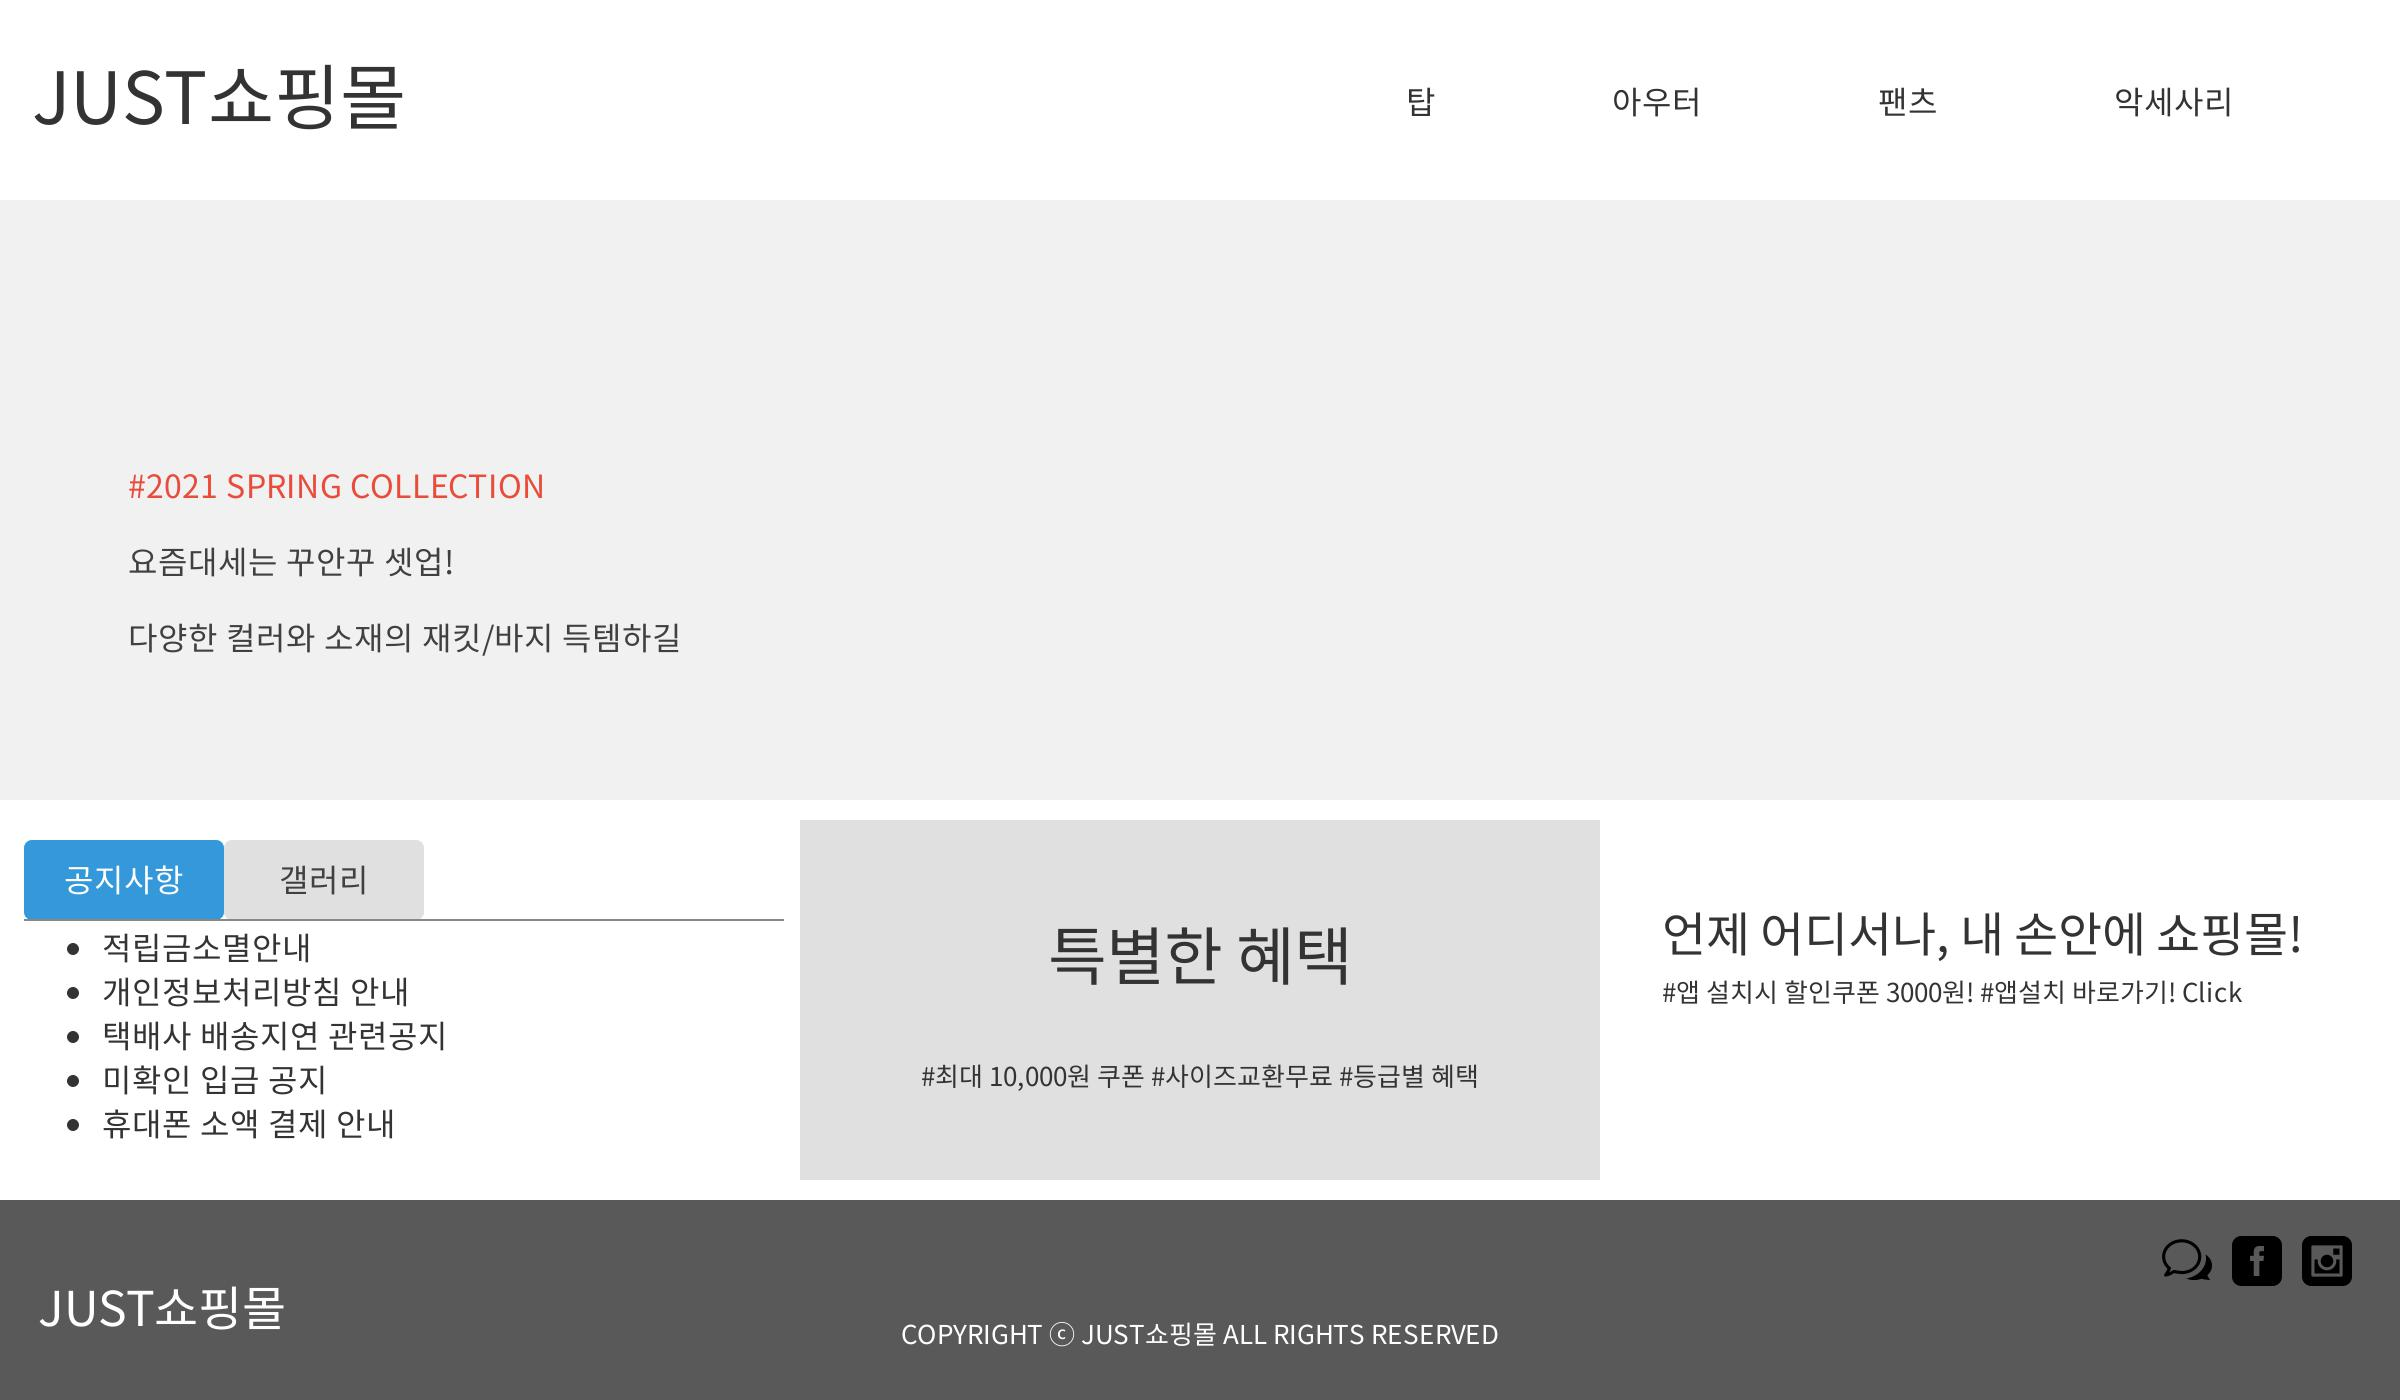 JUST쇼핑몰
탑 아우터 팬츠 악세사리
#2021 SPRING COLLECTION
요즘대세는 꾸안꾸 셋업!
다양한 컬러와 소재의 재킷/바지 득템하길
공지사항 갤러리
적립금소멸안내
개인정보처리방침 안내
택배사 배송지연 관련공지
미확인 입금 공지
휴대폰 소액 결제 안내
특별한 혜택
#최대 10,000원 쿠폰 #사이즈교환무료 #등급별 혜택
언제 어디서나, 내 손안에 쇼핑몰!
#앱 설치시 할인쿠폰 3000원! #앱설치 바로가기! Click
JUST쇼핑몰
COPYRIGHT ⓒ JUST쇼핑몰 ALL RIGHTS RESERVED